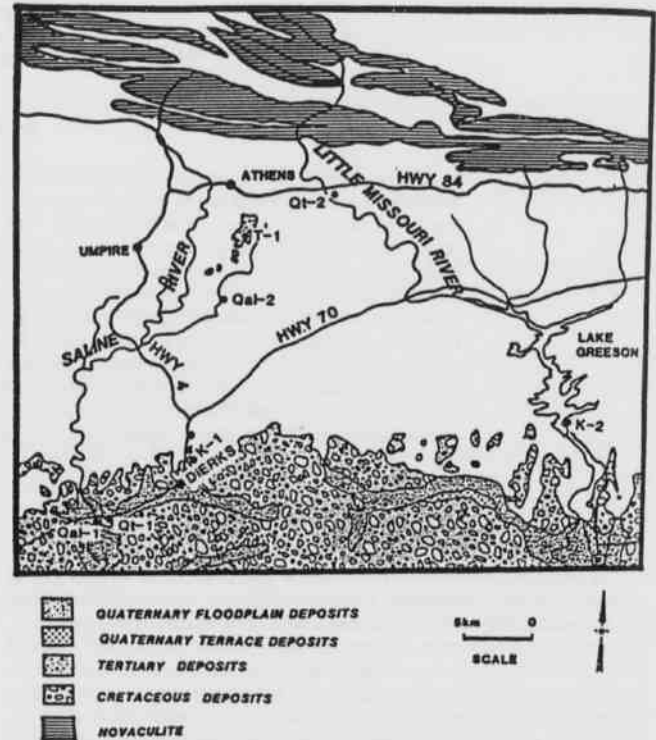 ATHENS
HWY 84
Qt-2
LITTLE MISSOURI RIVER
T-1
UMPIRE
RIVER
Qal-2
HWY 70
SALINE
HWY 4
LAKE
GREESON
K-2
K-1
DIERKS
Qal-1
Qt-1
QUATERNARY FLOODPLAIN DEPOSITS
QUATERNARY TERRACE DEPOSITS
TERTIARY DEPOSITS
CRETACEOUS DEPOSITS
NOVACULITE
5km 0
SCALE